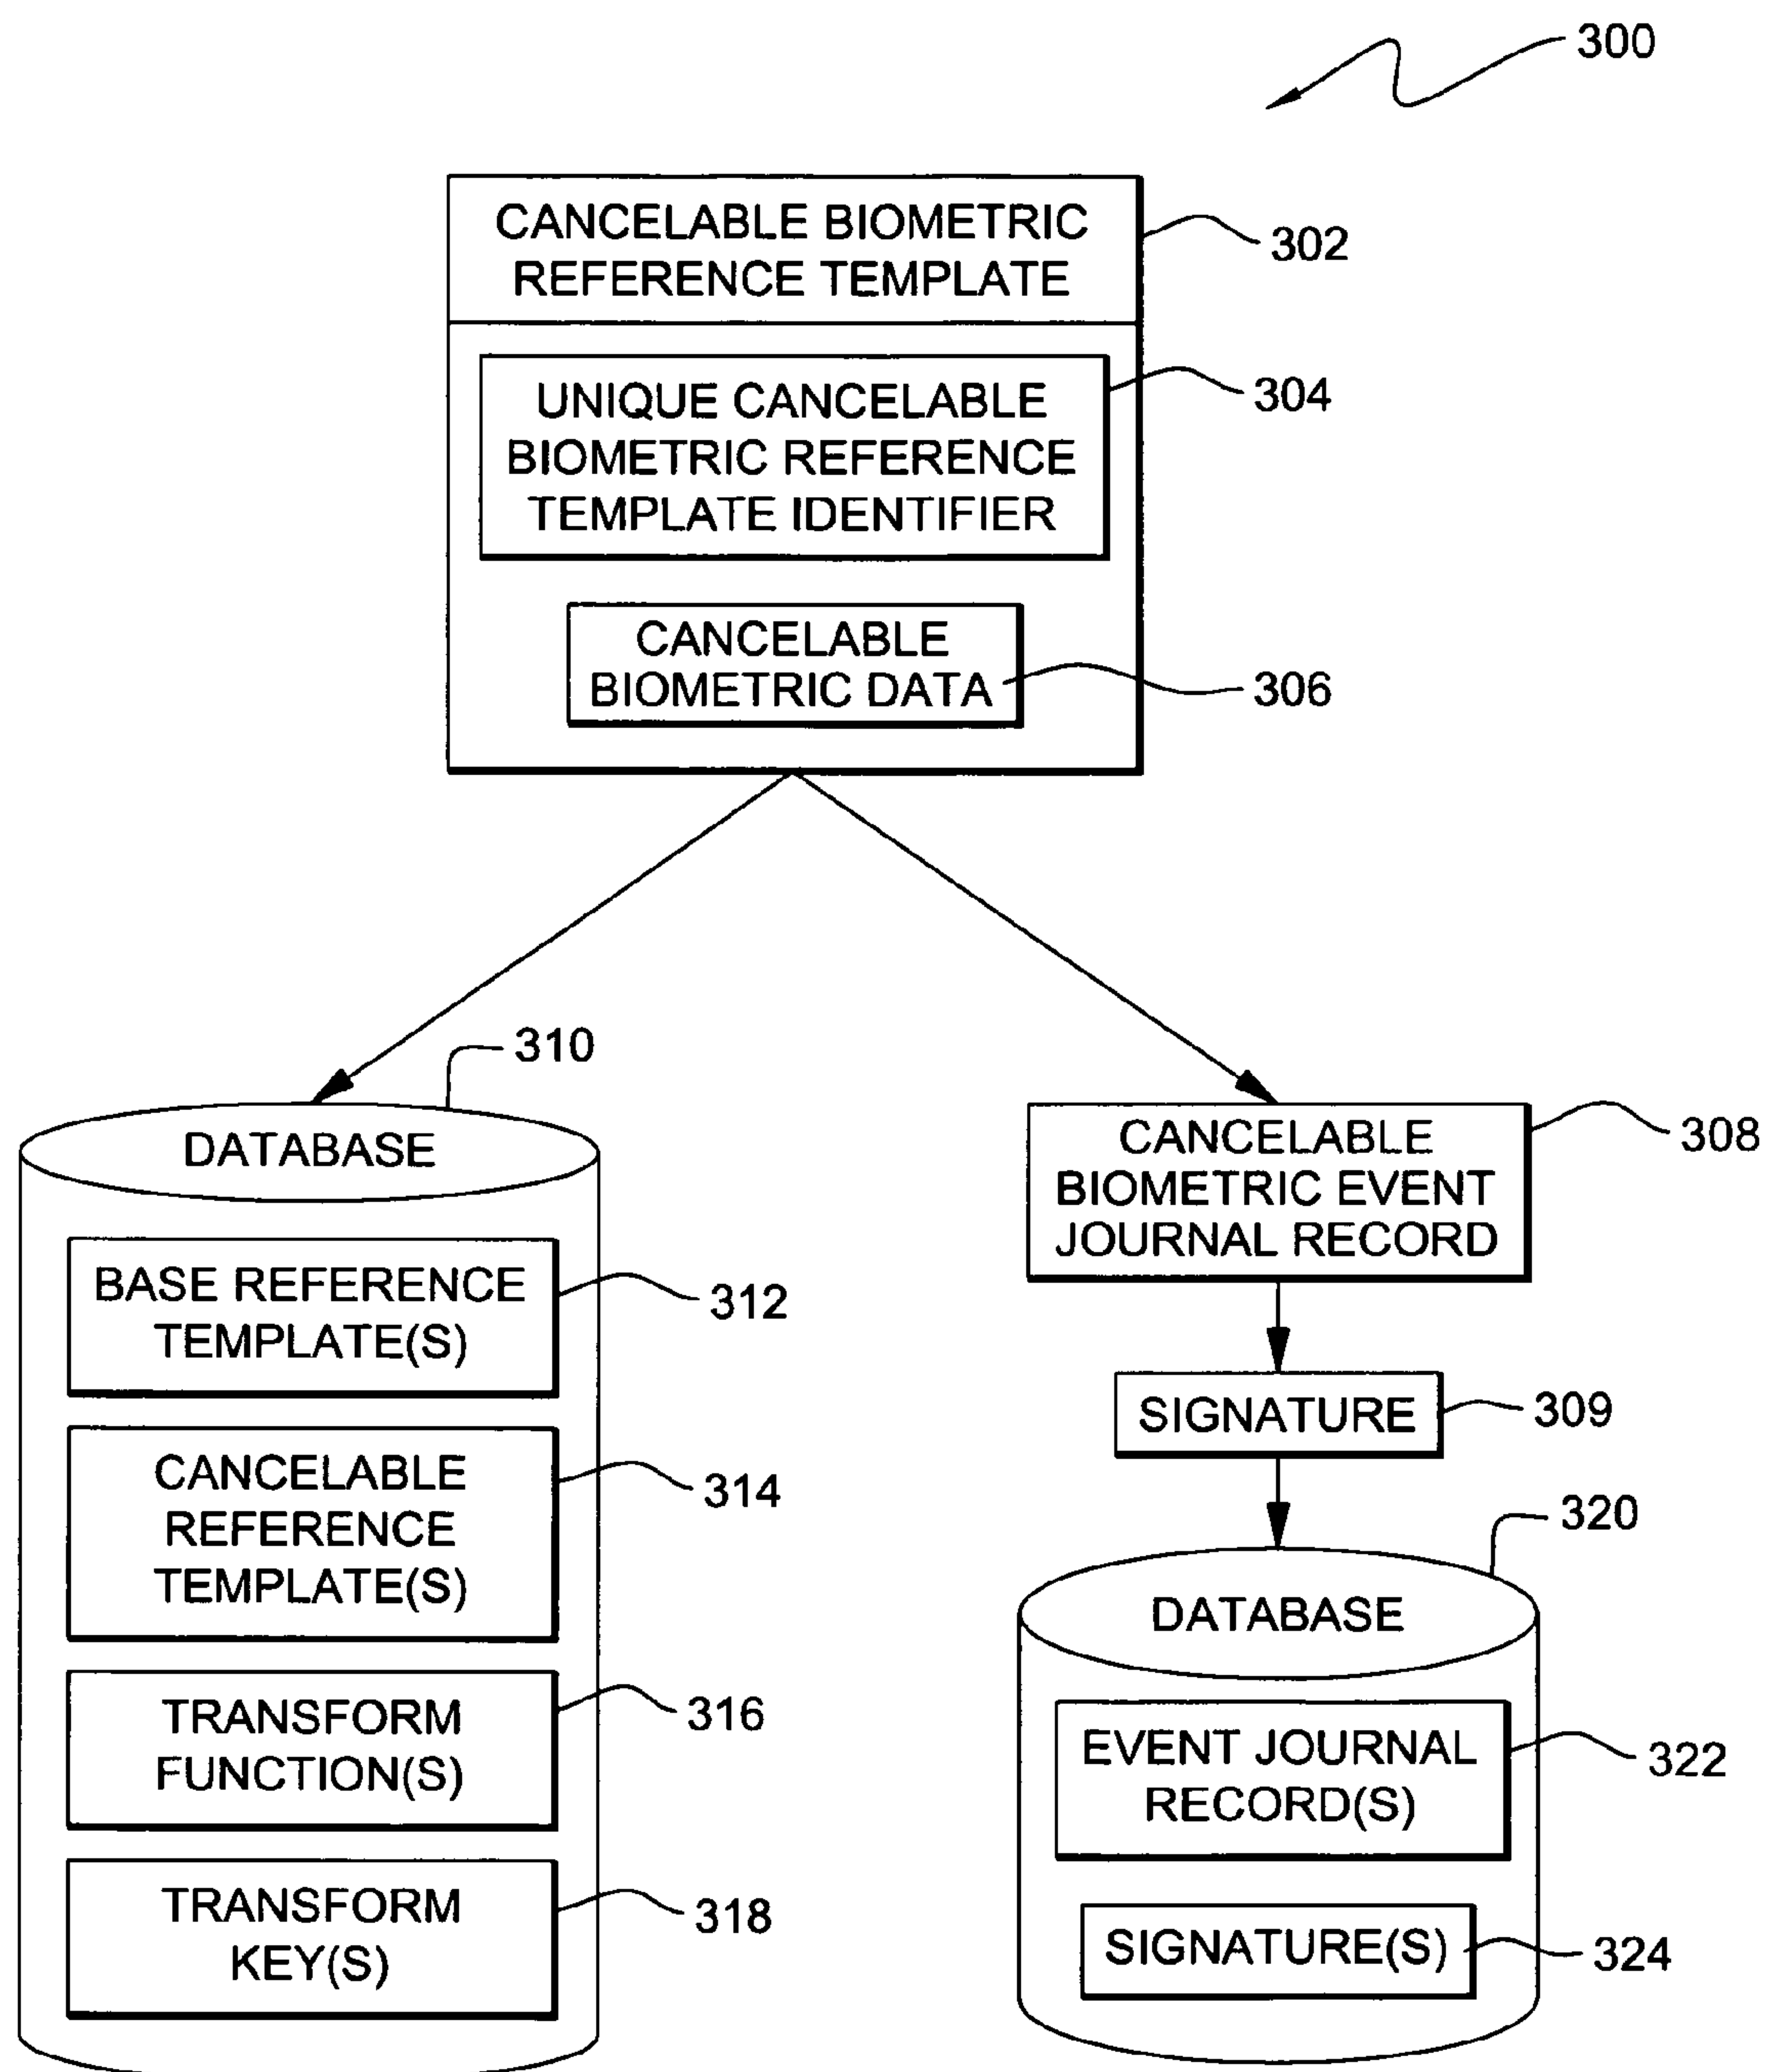 300
CANCELABLE BIOMETRIC
REFERENCE TEMPLATE
302
UNIQUE CANCELABLE
BIOMETRIC REFERENCE
TEMPLATE IDENTIFIER
304
CANCELABLE
BIOMETRIC DATA
306
310
DATABASE
BASE REFERENCE
TEMPLATE(S)
312
CANCELABLE
REFERENCE
TEMPLATE(S)
314
TRANSFORM
FUNCTION(S)
316
TRANSFORM
KEY(S)
318
CANCELABLE
BIOMETRIC EVENT
JOURNAL RECORD
308
SIGNATURE
309
320
DATABASE
EVENT JOURNAL
RECORD(S)
322
SIGNATURE(S)
324